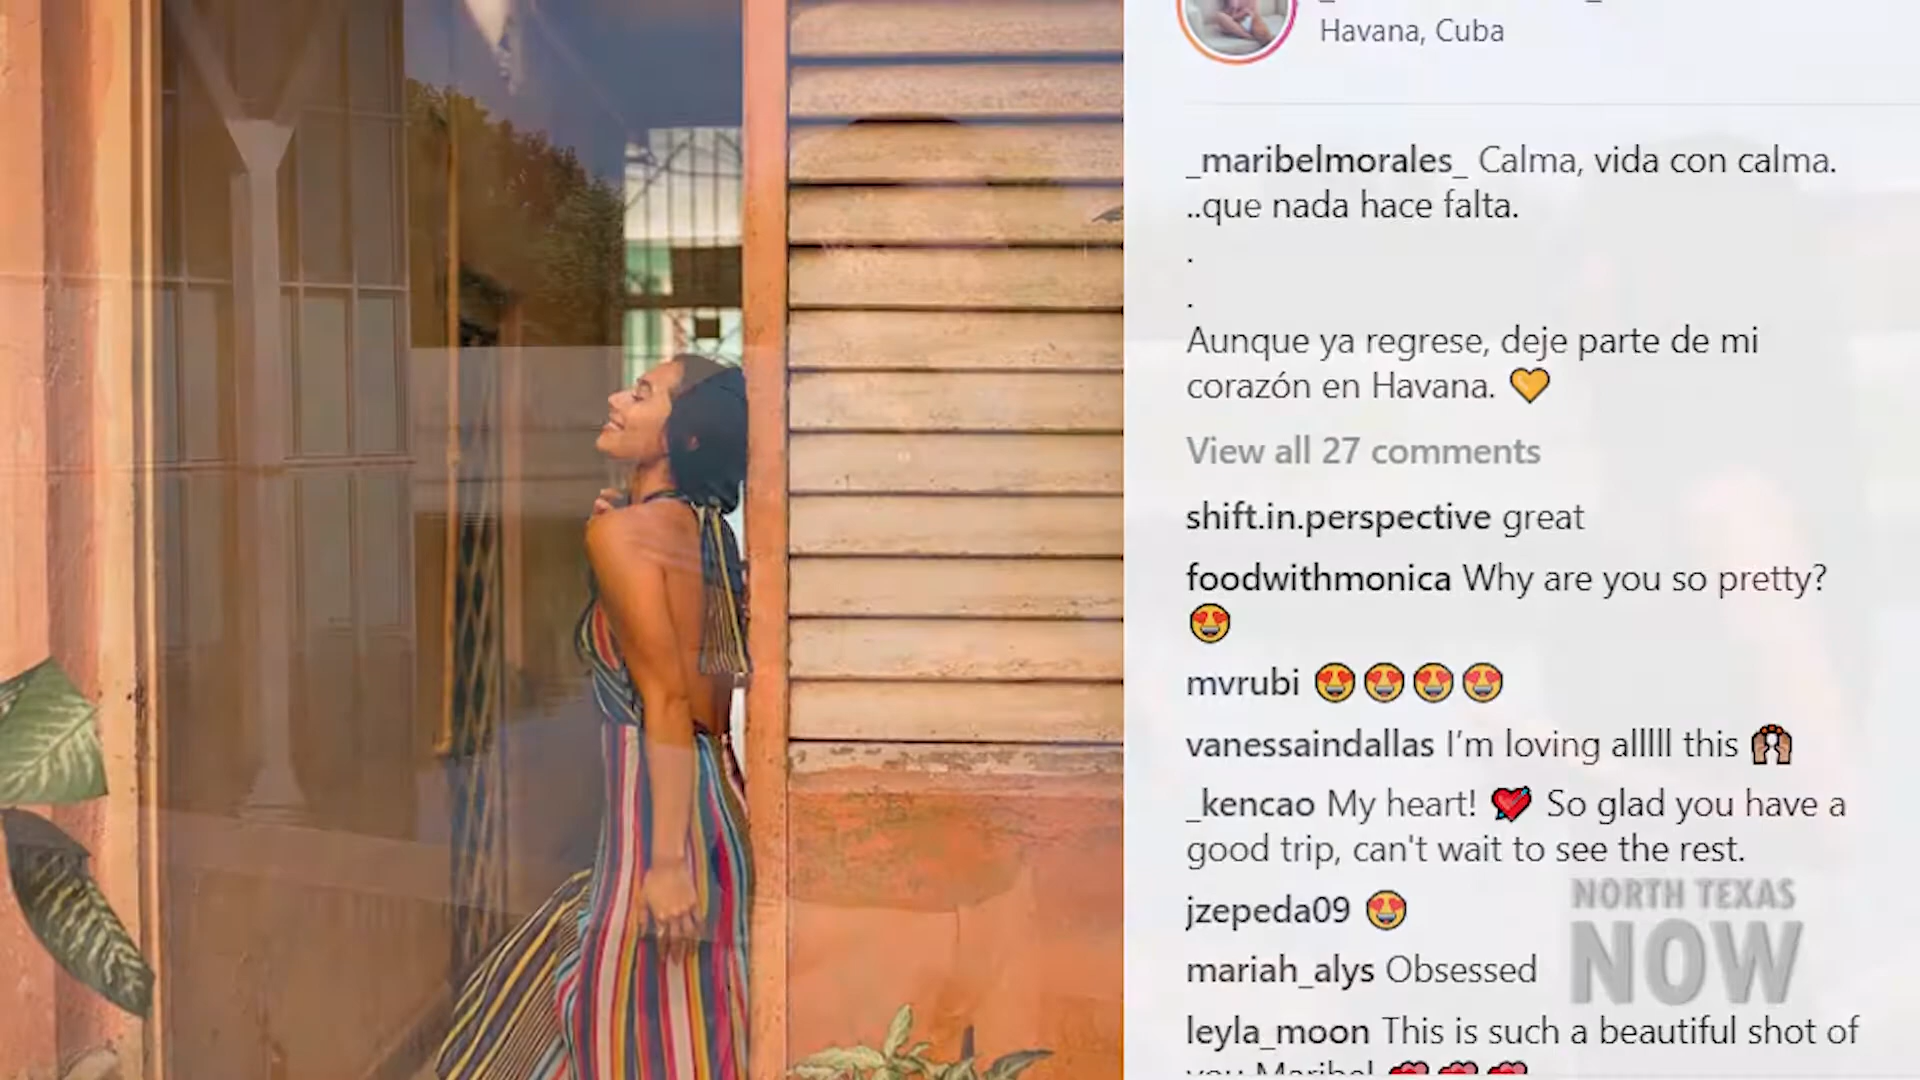 Havana, Cuba
_maribelmorales_ Calma, vida con calma.
..que nada hace falta.
.
.
Aunque ya regrese, deje parte de mi
corazón en Havana. 💛
View all 27 comments
shift.in.perspective great
foodwithmonica Why are you so pretty?
😍
mvrubi 😍😍😍😍
vanessaindallas I'm loving alllll this 🙌🏽
_kencao My heart! 💘 So glad you have a
good trip, can't wait to see the rest.
jzepeda09 😍
mariah_alys Obsessed
leyla_moon This is such a beautiful shot of
you Maribel 💕💕💕
NORTH TEXAS
NOW